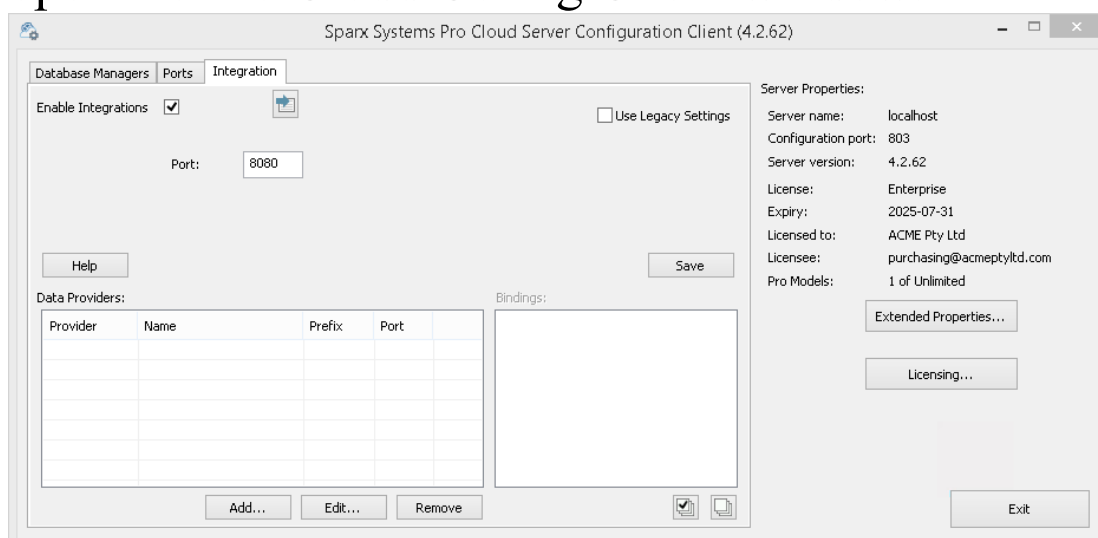 Sparx Systems Pro Cloud Server Configuration Client (4.2.62)
Database Managers Ports Integration
Enable Integrations
Use Legacy Settings
Port: 8080
Help
Save
Data Providers:
Bindings:
Provider Name Prefix Port
Add... Edit... Remove
Server Properties:
Server name: localhost
Configuration port: 803
Server version: 4.2.62
License: Enterprise
Expiry: 2025-07-31
Licensed to: ACME Pty Ltd
Licensee: purchasing@acmeptyltd.com
Pro Models: 1 of Unlimited
Extended Properties...
Licensing...
Exit